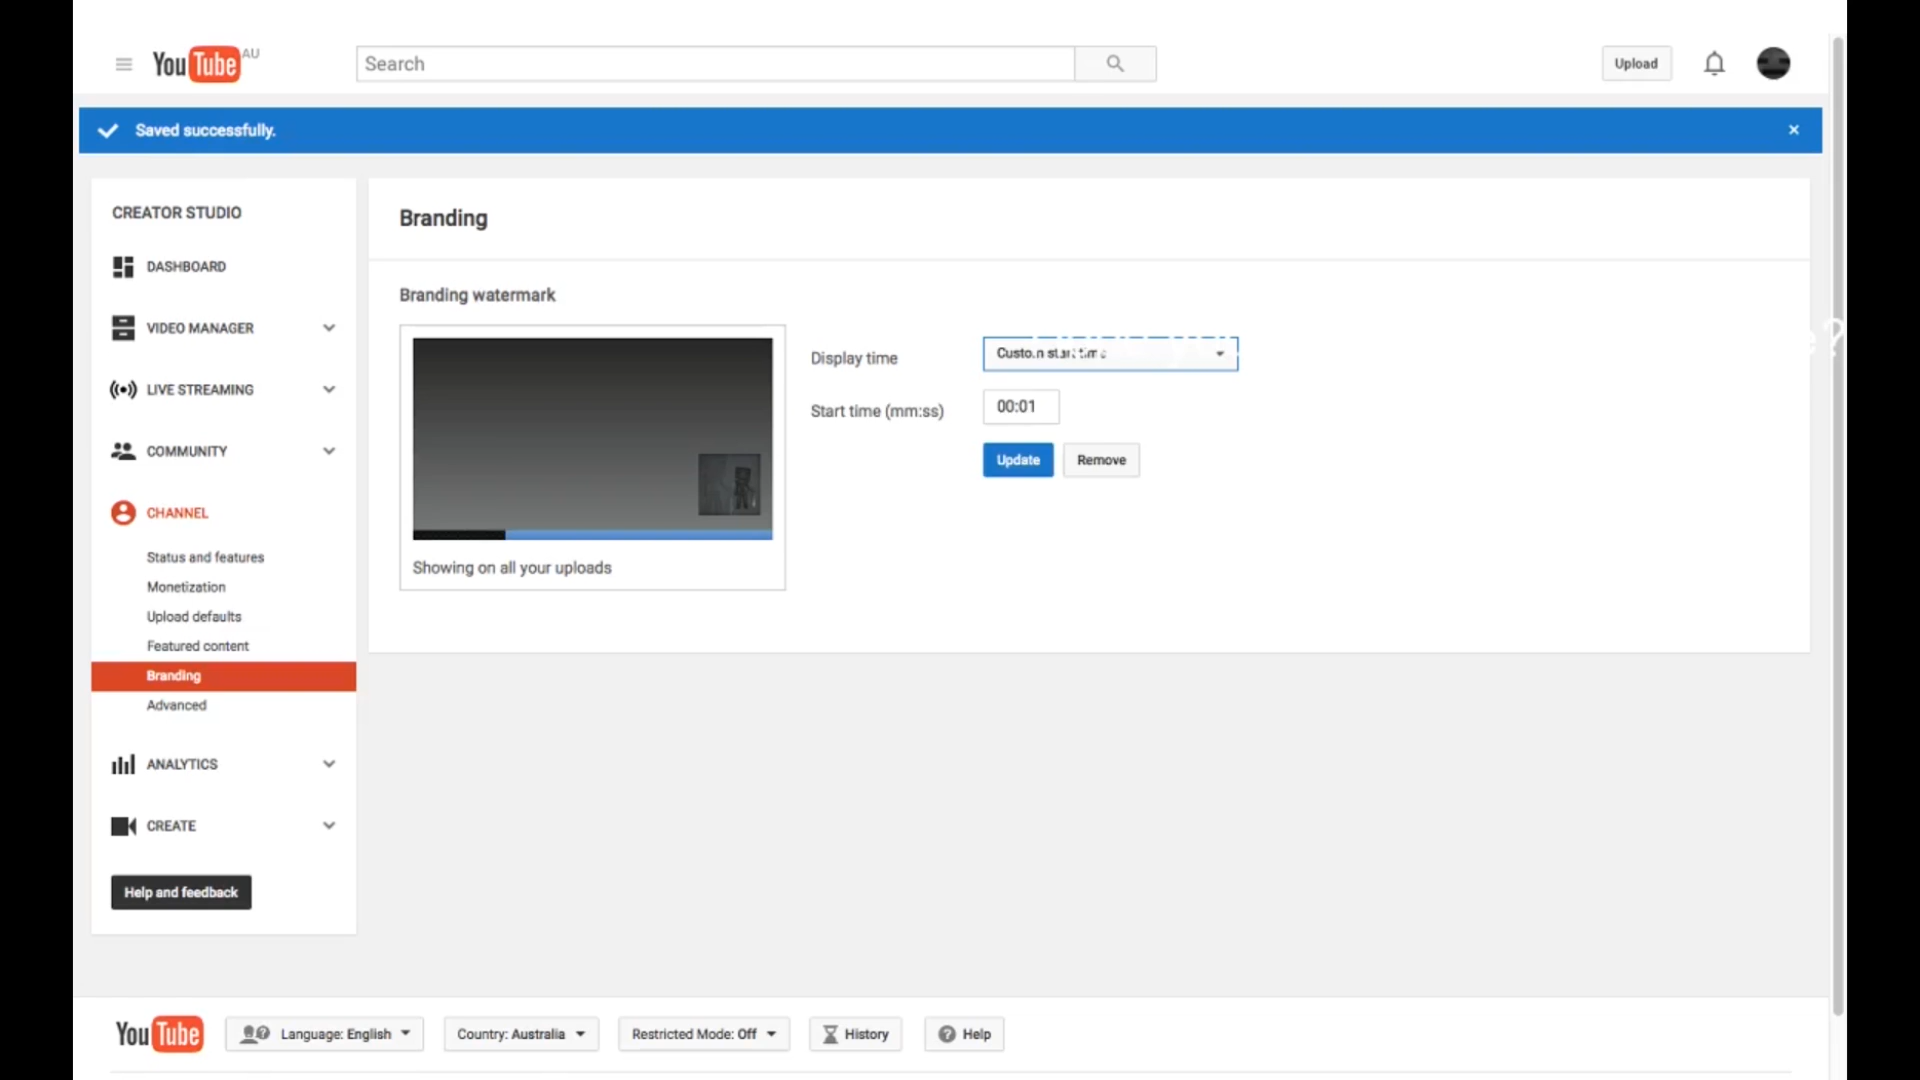 YouTube AU
Search
Upload
Saved successfully.
CREATOR STUDIO
DASHBOARD
VIDEO MANAGER
LIVE STREAMING
COMMUNITY
CHANNEL
Status and features
Monetization
Upload defaults
Featured content
Branding
Advanced
ANALYTICS
CREATE
Help and feedback
Branding
Branding watermark
Showing on all your uploads
Display time
Custom start time
Start time (mm:ss)
00:01
Update Remove
YouTube Language: English Country: Australia Restricted Mode: Off History Help